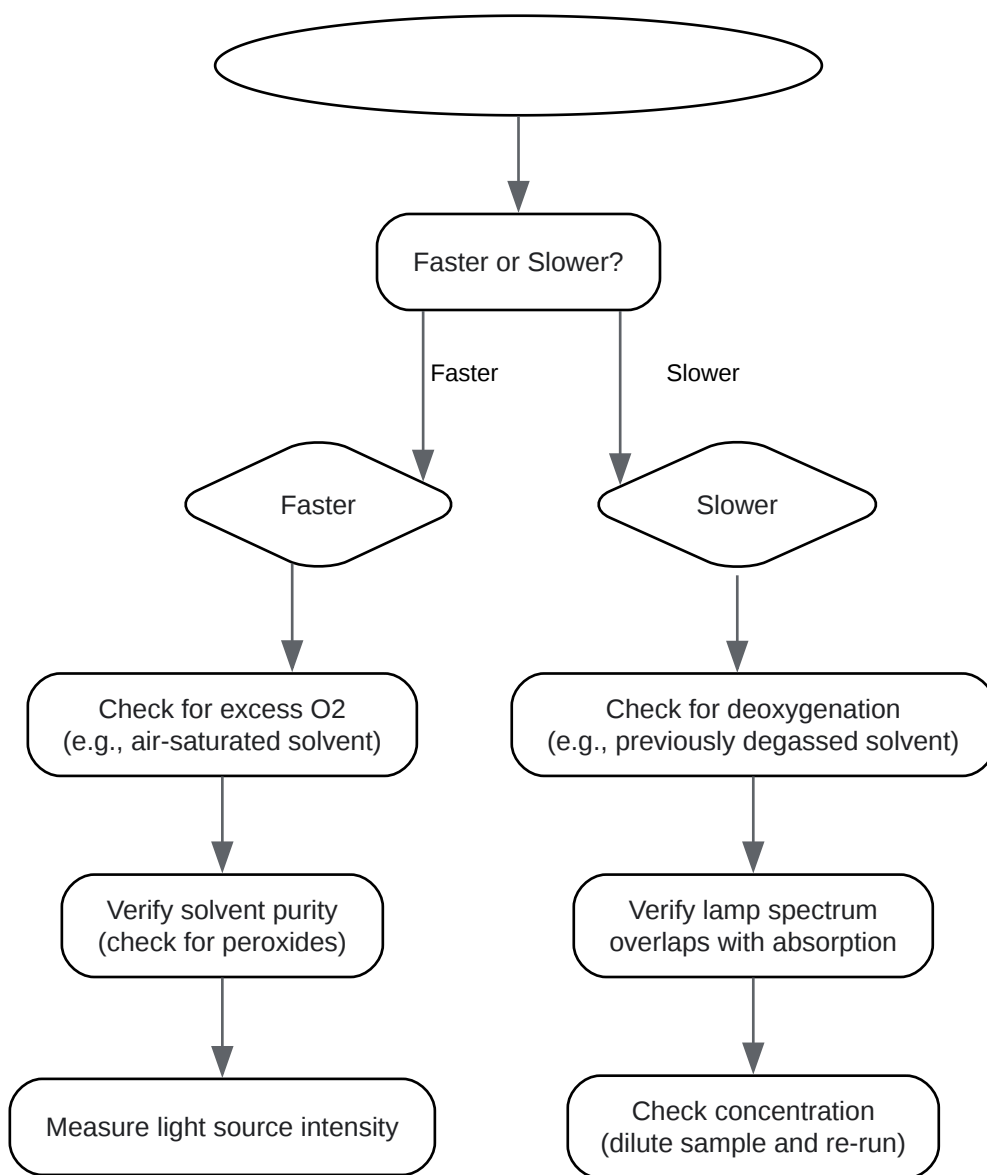 Faster or Slower?
Faster
Slower
Faster
Slower
Check for excess O2
(e.g., air-saturated solvent)
Check for deoxygenation
(e.g., previously degassed solvent)
Verify solvent purity
(check for peroxides)
Verify lamp spectrum
overlaps with absorption
Measure light source intensity
Check concentration
(dilute sample and re-run)